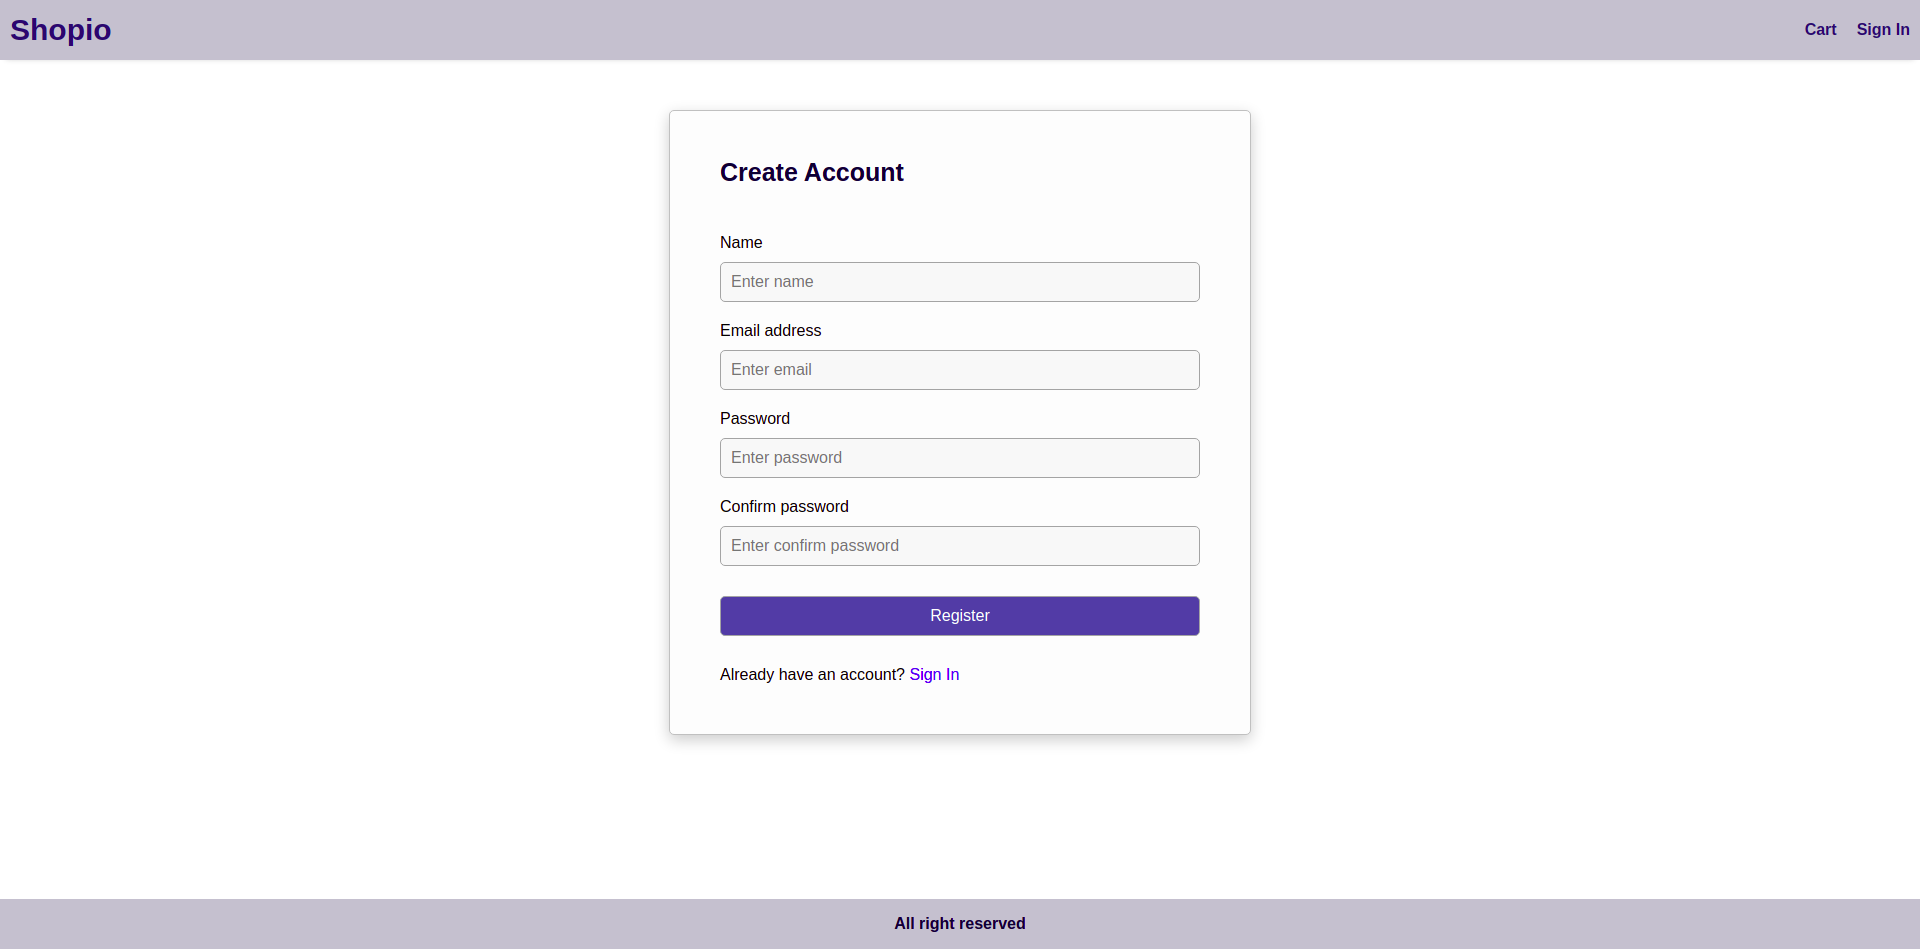 Shopio
Cart Sign In
Create Account
Name
Enter name
Email address
Enter email
Password
Enter password
Confirm password
Enter confirm password
Register
Already have an account? Sign In
All right reserved